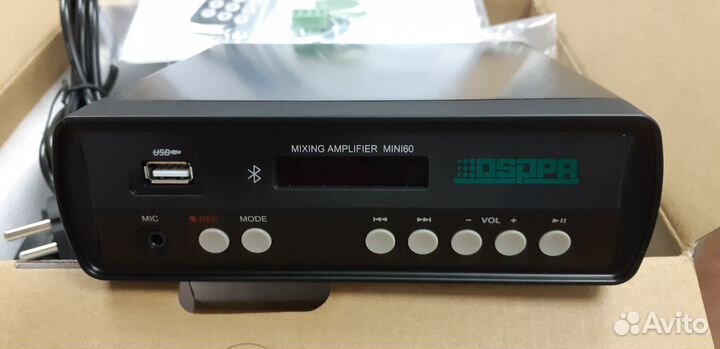 USB
MIXING AMPLIFIER MINI60
DSPPA
MIC
REC
MODE
- VOL +
Avito